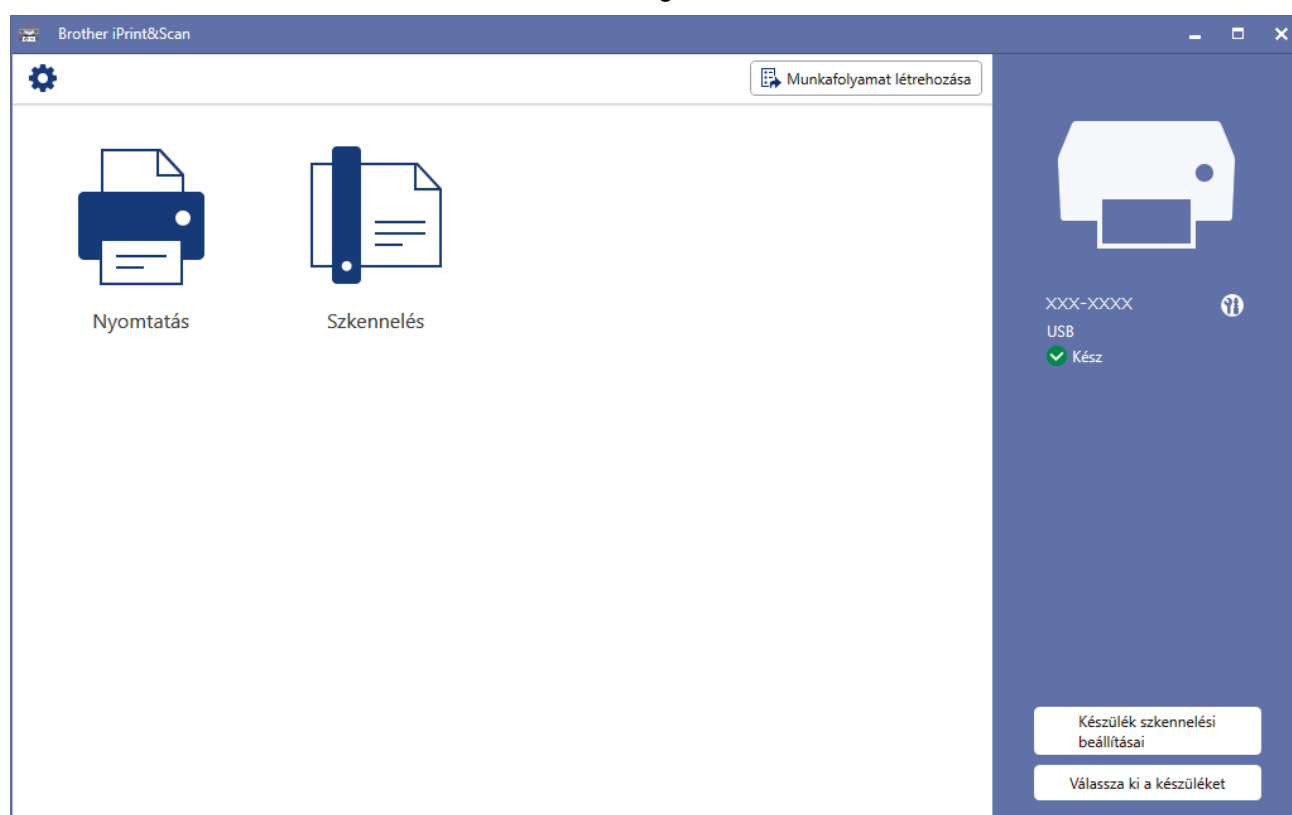 Brother iPrint&Scan
Munkafolyamat létrehozása
Nyomtatás
Szkennelés
XXX-XXXX
USB
Kész
Készülék szkennelési
beállításai
Válassza ki a készüléket